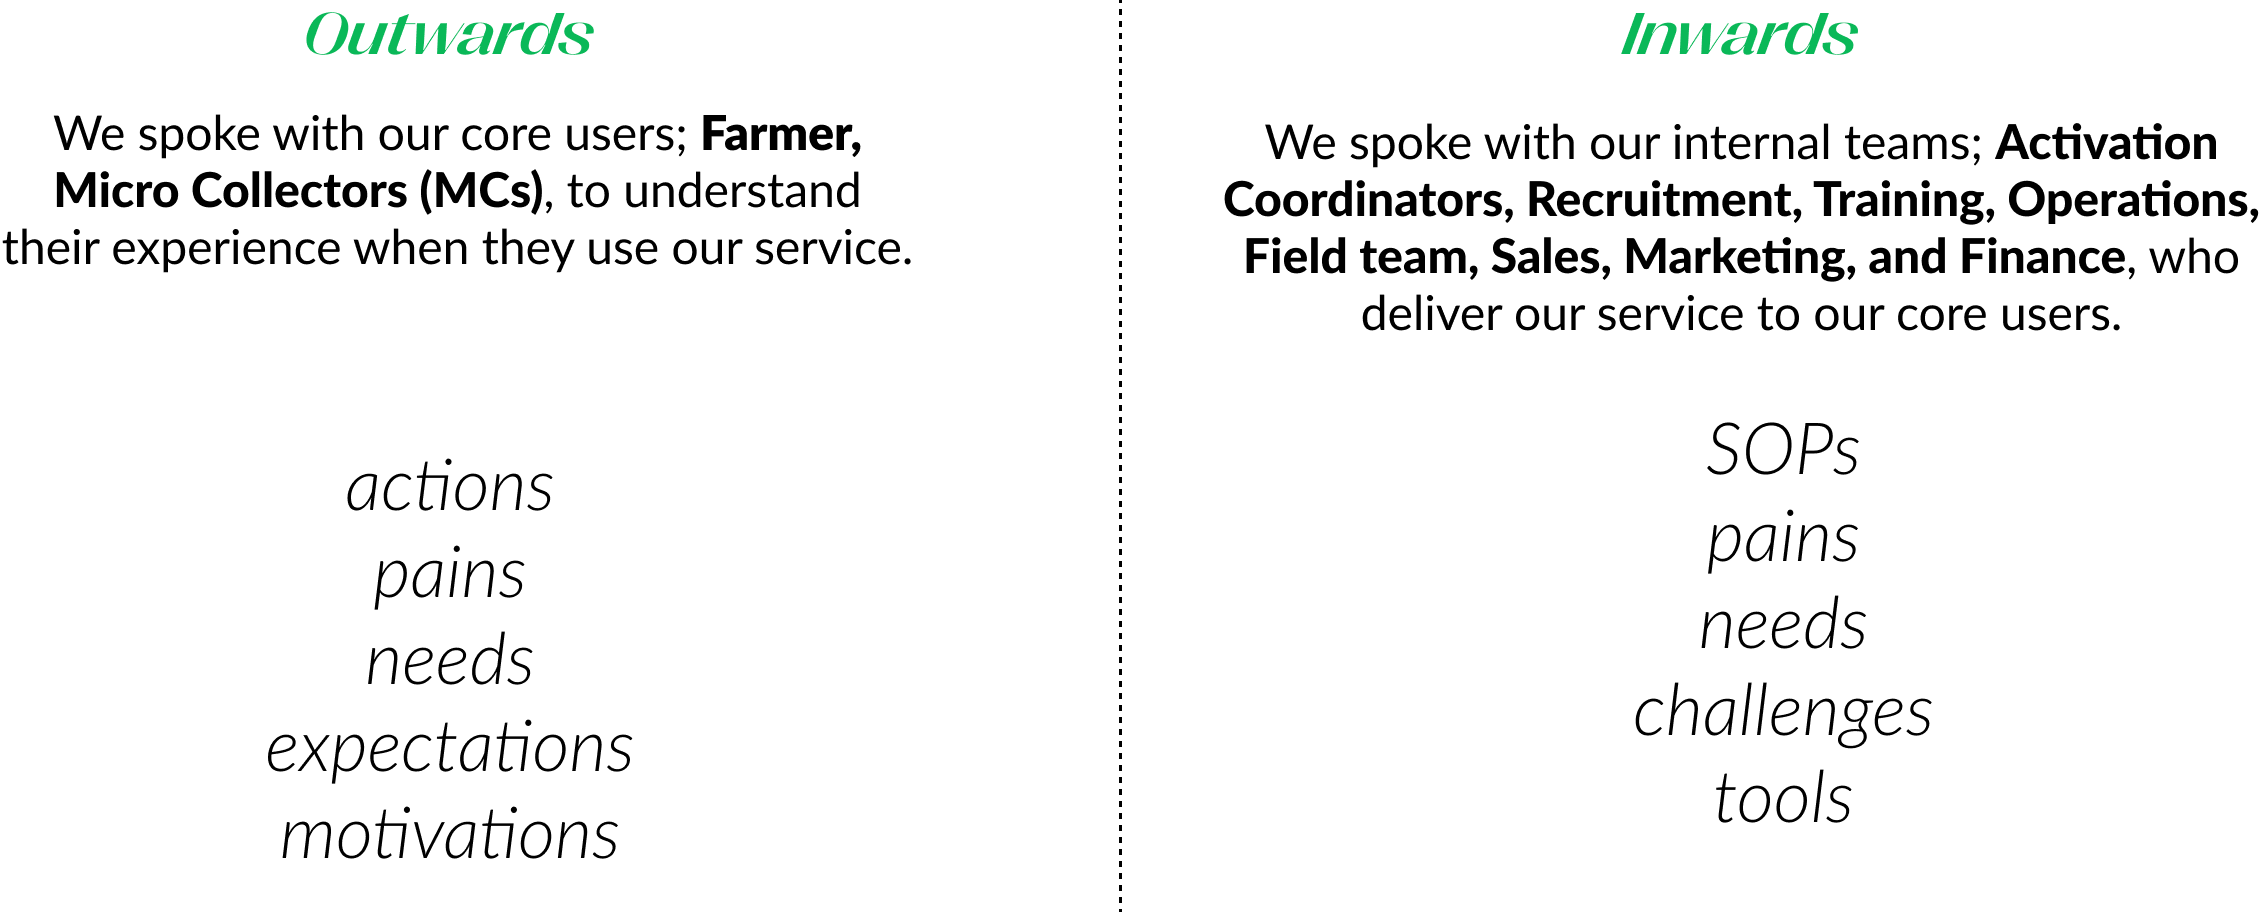 Outwards
We spoke with our core users; Farmer,
Micro Collectors (MCs), to understand
their experience when they use our service.
actions
pains
needs
expectations
motivations
Inwards
We spoke with our internal teams; Activation
Coordinators, Recruitment, Training, Operations,
Field team, Sales, Marketing, and Finance, who
deliver our service to our core users.
SOPs
pains
needs
challenges
tools